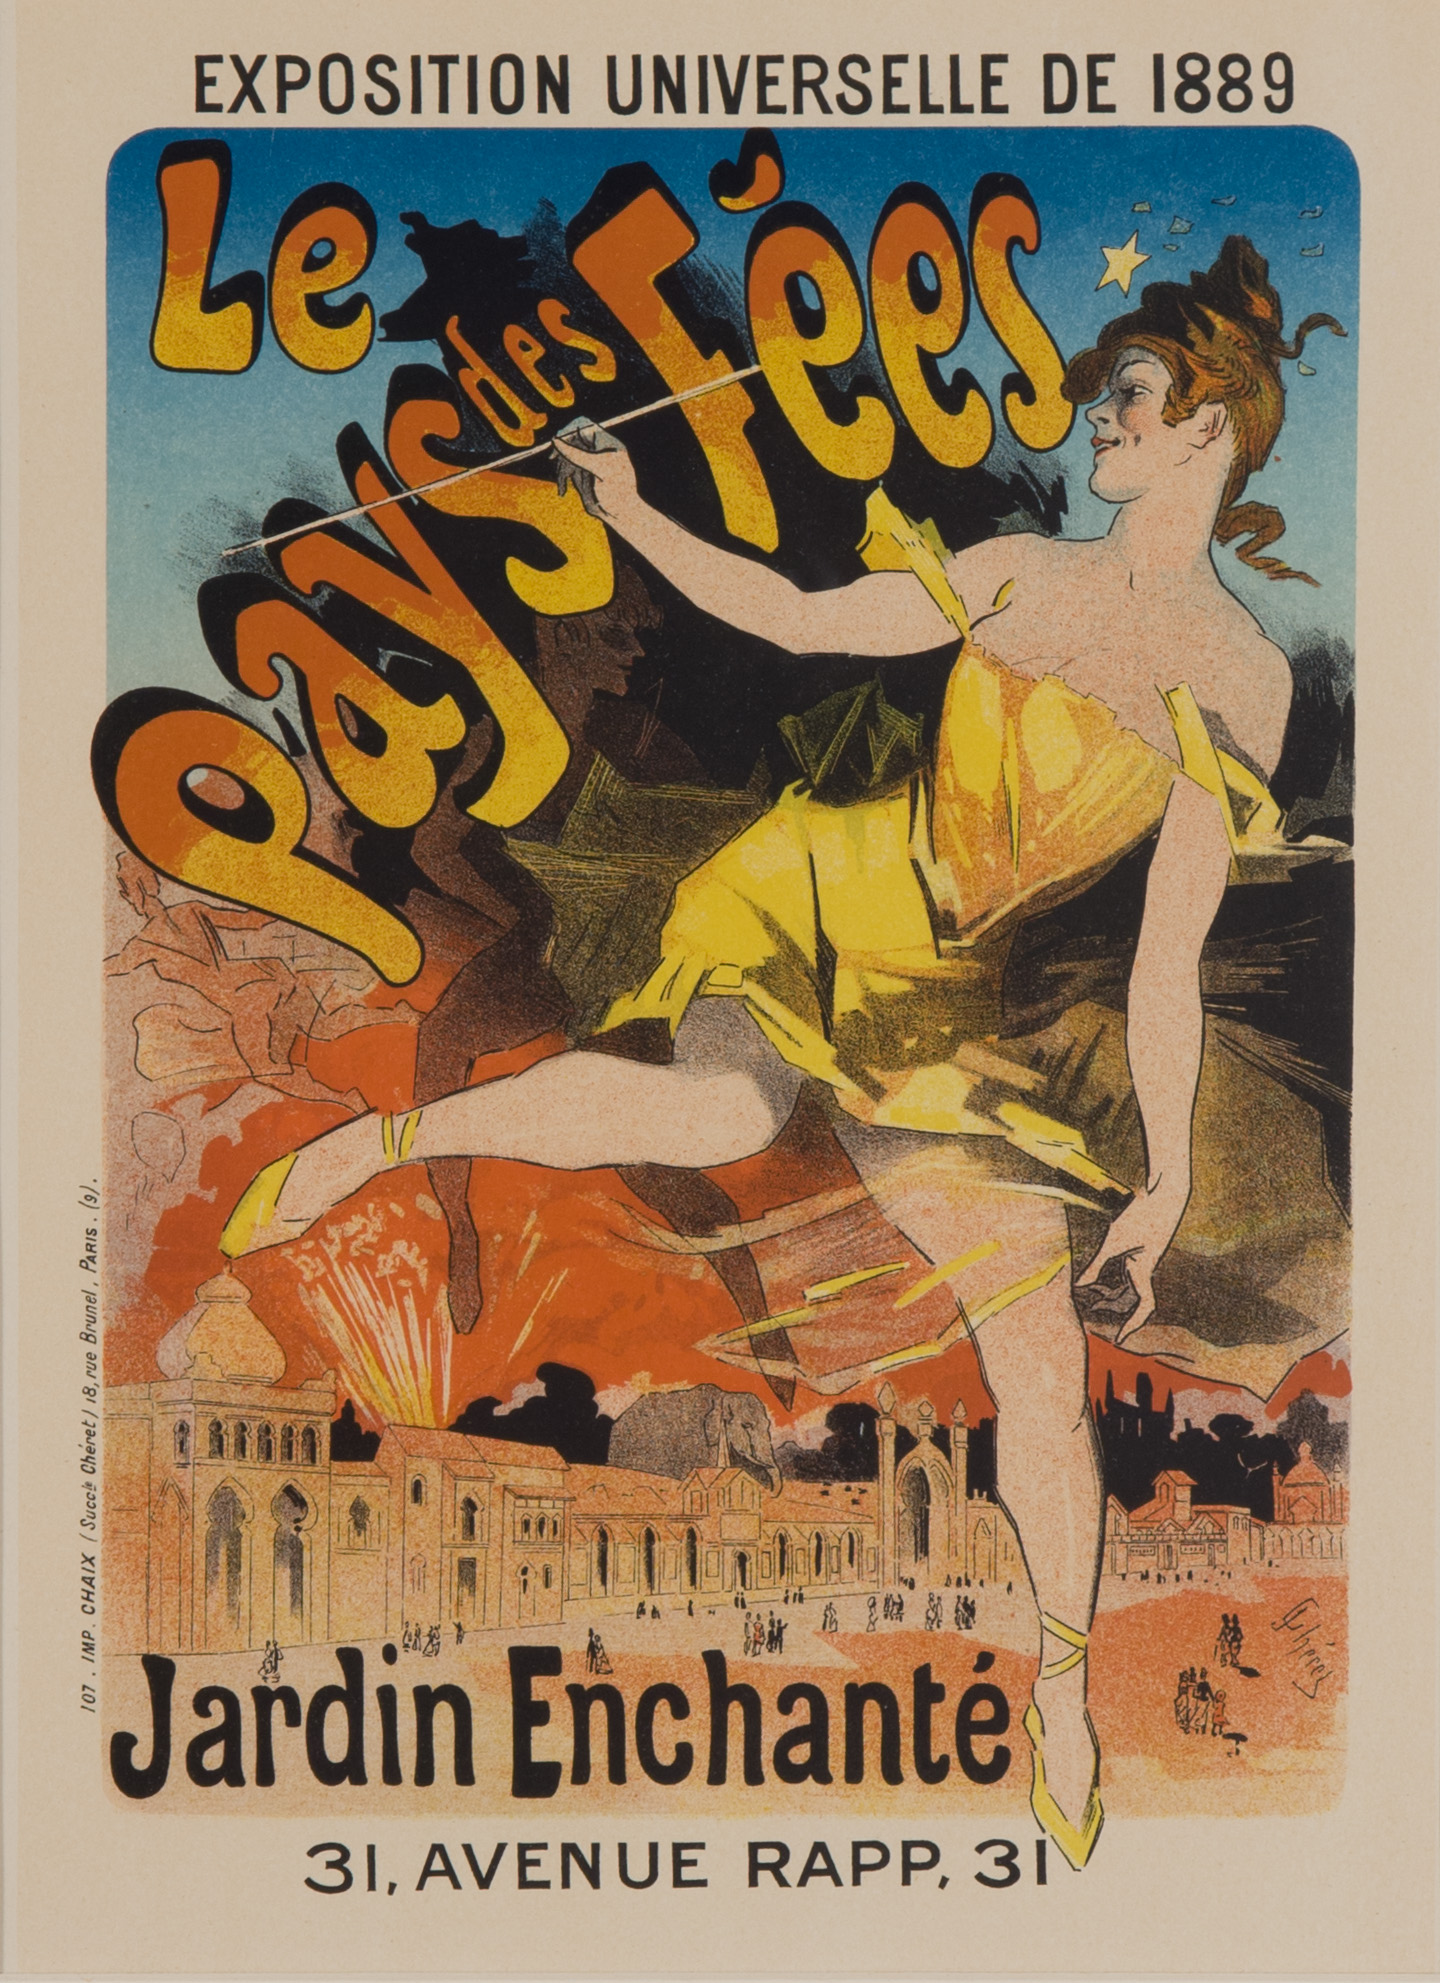 EXPOSITION UNIVERSELLE DE 1889
Le
Pays des Fées
Jardin Enchanté
31, AVENUE RAPP, 31
107. IMP. CHAIX (Succle Chéret) 18, rue Brunel, PARIS. (9).
Chéret